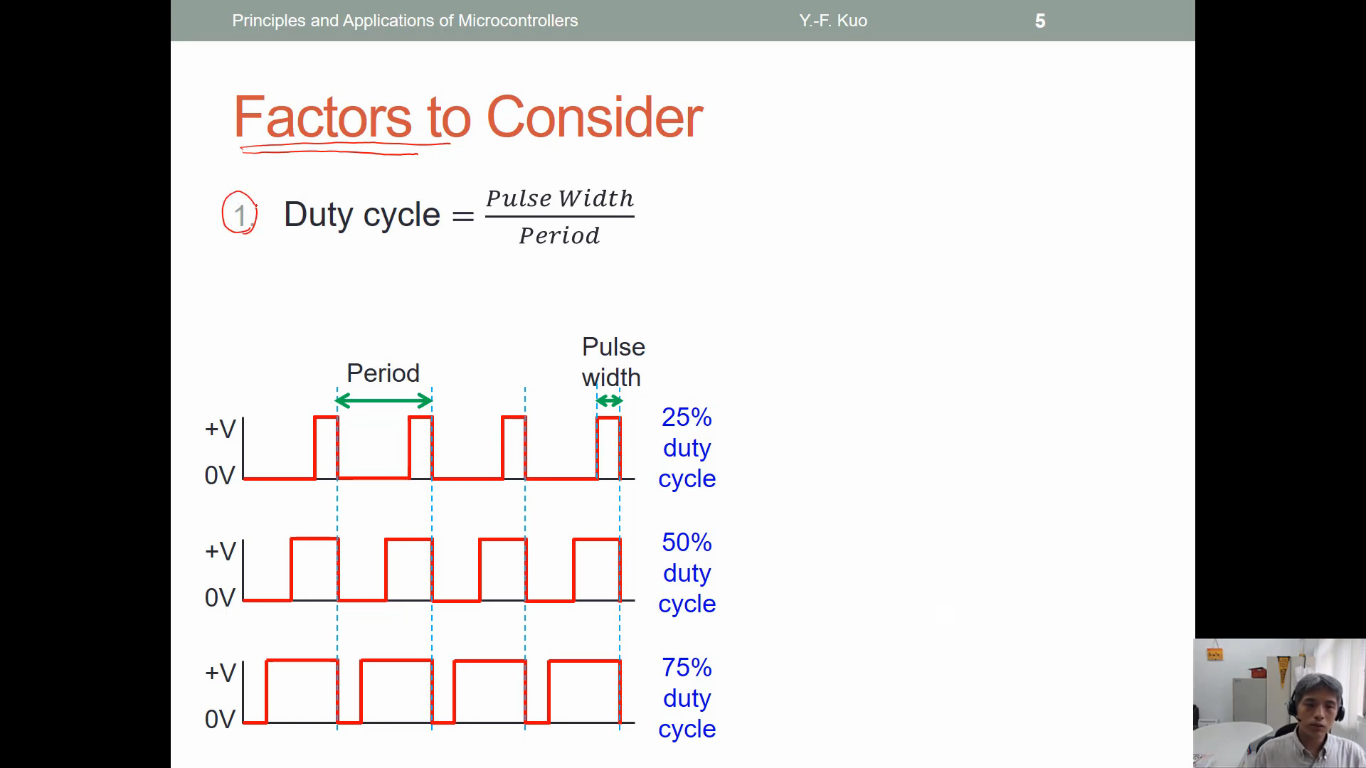 Principles and Applications of Microcontrollers Y.-F. Kuo 5
Factors to Consider
1. Duty cycle = Pulse Width / Period
Period
Pulse
width
+V
0V
25%
duty
cycle
+V
0V
50%
duty
cycle
+V
0V
75%
duty
cycle